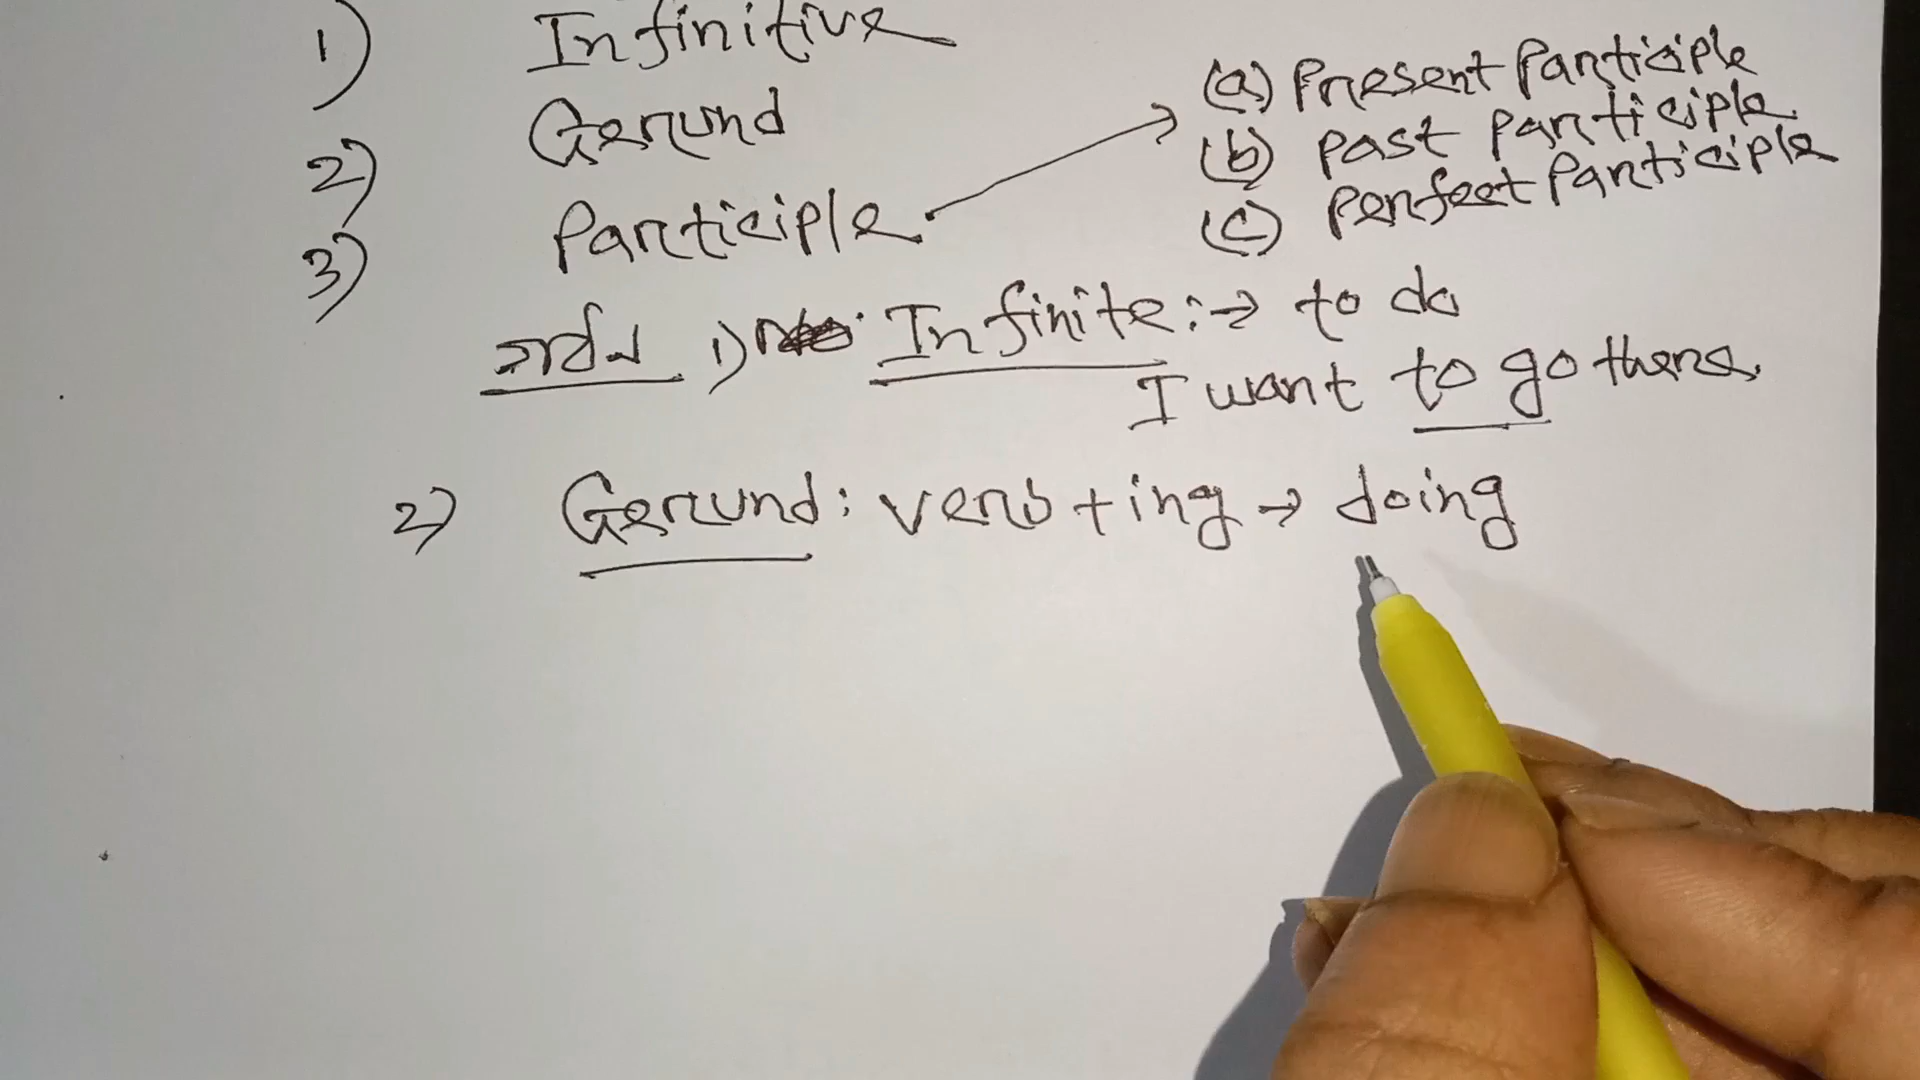 1) Infinitive
2) Gerund
3) Participle
(a) Present Participle
(b) Past Participle
(c) Perfect Participle
গঠন 1) Infinite :→ to do
I want to go there.
2) Gerund : verb + ing → doing